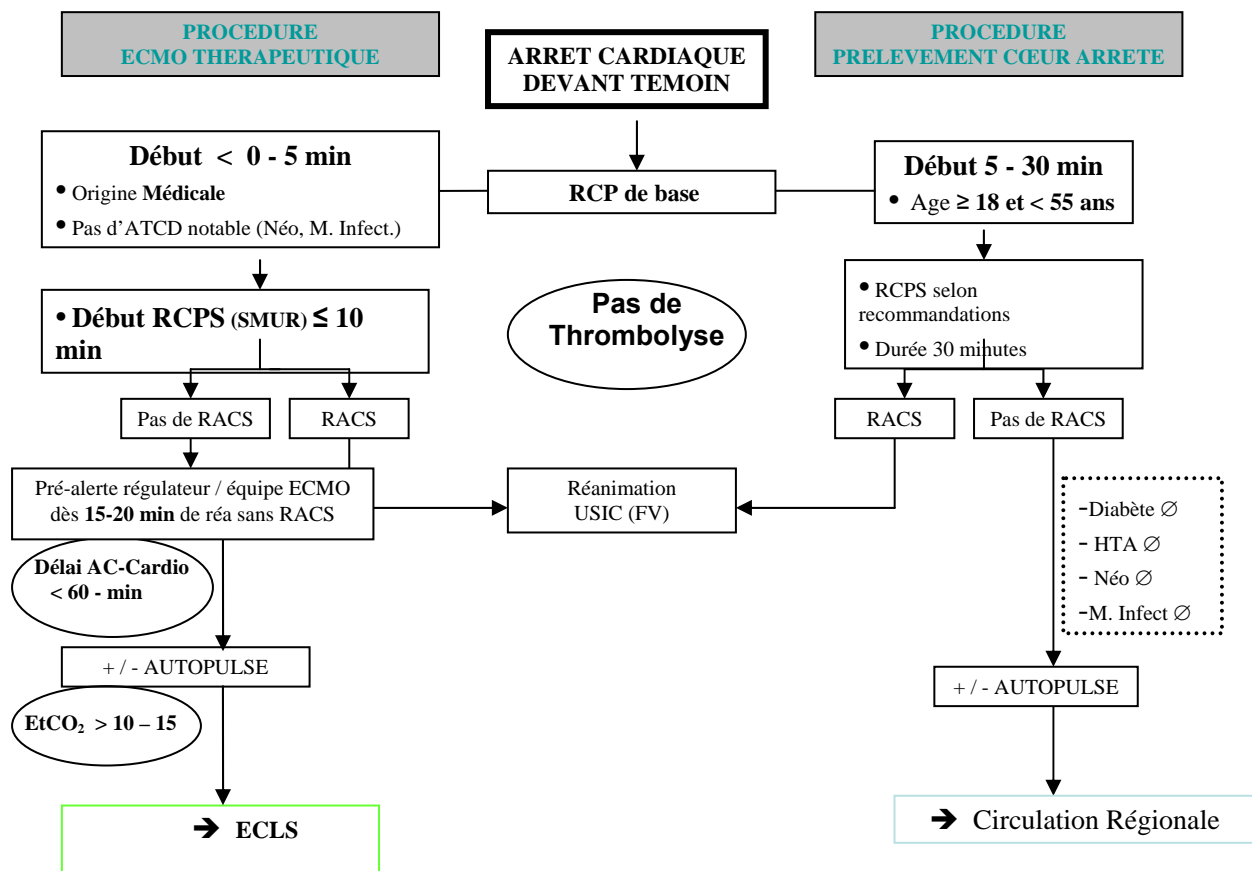 PROCEDURE
ECMO THERAPEUTIQUE
ARRET CARDIAQUE
DEVANT TEMOIN
PROCEDURE
PRELEVEMENT CŒUR ARRETE
Début < 0 - 5 min
• Origine Médicale
• Pas d’ATCD notable (Néo, M. Infect.)
RCP de base
Début 5 - 30 min
• Age ≥ 18 et < 55 ans
• Début RCPS (SMUR) ≤ 10
min
Pas de
Thrombolyse
• RCPS selon
recommandations
• Durée 30 minutes
Pas de RACS
RACS
RACS
Pas de RACS
Pré-alerte régulateur / équipe ECMO
dès 15-20 min de réa sans RACS
Réanimation
USIC (FV)
-Diabète ∅
- HTA ∅
- Néo ∅
-M. Infect ∅
Délai AC-Cardio
< 60 - min
+ / - AUTOPULSE
+ / - AUTOPULSE
EtCO₂ > 10 – 15
➔ ECLS
➔ Circulation Régionale